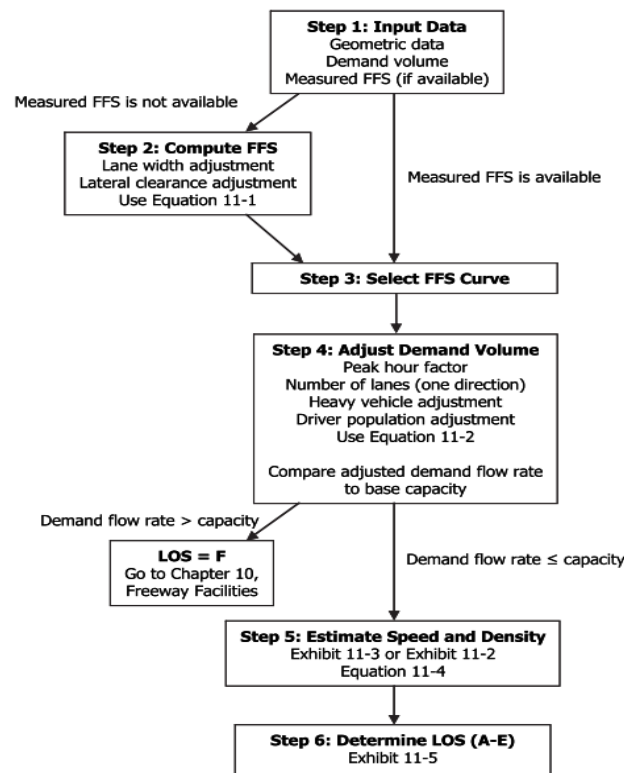 Step 1: Input Data
Geometric data
Demand volume
Measured FFS (if available)
Measured FFS is not available
Step 2: Compute FFS
Lane width adjustment
Lateral clearance adjustment
Use Equation 11-1
Measured FFS is available
Step 3: Select FFS Curve
Step 4: Adjust Demand Volume
Peak hour factor
Number of lanes (one direction)
Heavy vehicle adjustment
Driver population adjustment
Use Equation 11-2
Compare adjusted demand flow rate
to base capacity
Demand flow rate > capacity
LOS = F
Go to Chapter 10,
Freeway Facilities
Demand flow rate ≤ capacity
Step 5: Estimate Speed and Density
Exhibit 11-3 or Exhibit 11-2
Equation 11-4
Step 6: Determine LOS (A-E)
Exhibit 11-5